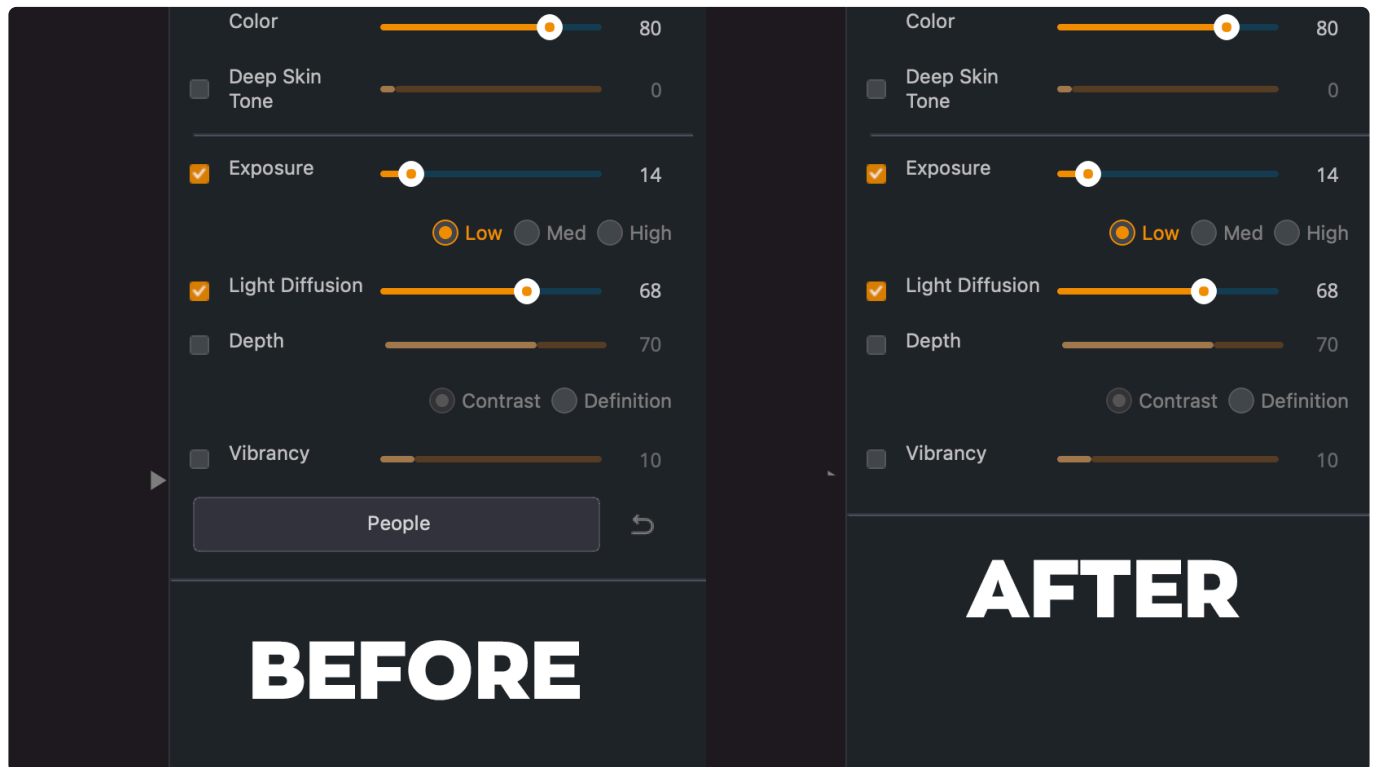 Color 80
Deep Skin
Tone 0
Exposure 14
Low Med High
Light Diffusion 68
Depth 70
Contrast Definition
Vibrancy 10
People
BEFORE
Color 80
Deep Skin
Tone 0
Exposure 14
Low Med High
Light Diffusion 68
Depth 70
Contrast Definition
Vibrancy 10
AFTER